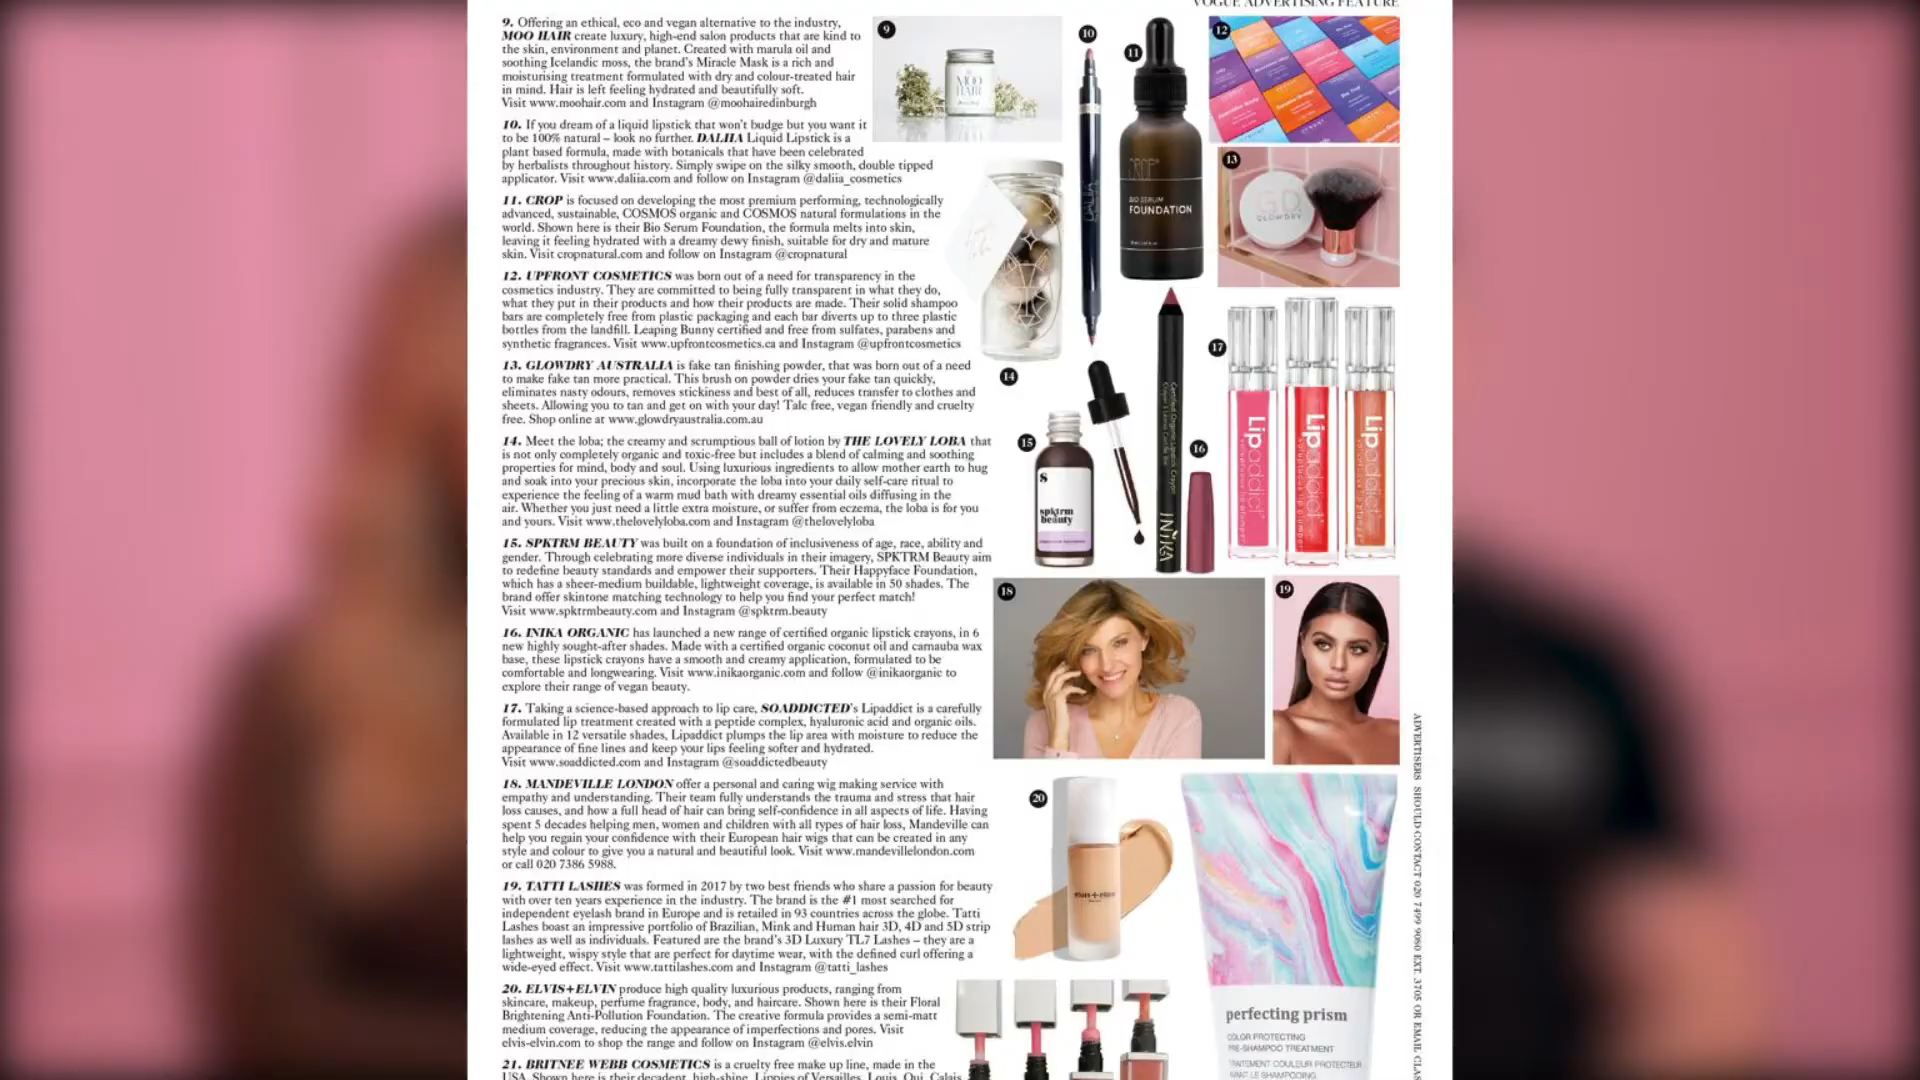 VOGUE ADVERTISING FEATURE
9. Offering an ethical, eco and vegan alternative to the industry,
MOO HAIR create luxury, high-end salon products that are kind to
the skin, environment and planet. Created with marula oil and
soothing Icelandic moss, the brand's Miracle Mask is a rich and
moisturising treatment formulated with dry and colour-treated hair
in mind. Hair is left feeling hydrated and beautifully soft.
Visit www.moohair.com and Instagram @moohairedinburgh
10. If you dream of a liquid lipstick that won't budge but you want it
to be 100% natural – look no further. DALIIA Liquid Lipstick is a
plant based formula, made with botanicals that have been celebrated
by herbalists throughout history. Simply swipe on the silky smooth, double tipped
applicator. Visit www.daliia.com and follow on Instagram @daliia_cosmetics
11. CROP is focused on developing the most premium performing, technologically
advanced, sustainable, COSMOS organic and COSMOS natural formulations in the
world. Shown here is their Bio Serum Foundation, the formula melts into skin,
leaving it feeling hydrated with a dreamy dewy finish, suitable for dry and mature
skin. Visit cropnatural.com and follow on Instagram @cropnatural
12. UPFRONT COSMETICS was born out of a need for transparency in the
cosmetics industry. They are committed to being fully transparent in what they do,
what they put in their products and how their products are made. Their solid shampoo
bars are completely free from plastic packaging and each bar diverts up to three plastic
bottles from the landfill. Leaping Bunny certified and free from sulfates, parabens and
synthetic fragrances. Visit www.upfrontcosmetics.ca and Instagram @upfrontcosmetics
13. GLOWDRY AUSTRALIA is fake tan finishing powder, that was born out of a need
to make fake tan more practical. This brush on powder dries your fake tan quickly,
eliminates nasty odours, removes stickiness and best of all, reduces transfer to clothes and
sheets. Allowing you to tan and get on with your day! Talc free, vegan friendly and cruelty
free. Shop online at www.glowdryaustralia.com.au
14. Meet the loba; the creamy and scrumptious ball of lotion by THE LOVELY LOBA that
is not only completely organic and toxic-free but includes a blend of calming and soothing
properties for mind, body and soul. Using luxurious ingredients to allow mother earth to hug
and soak into your precious skin, incorporate the loba into your daily self-care ritual to
experience the feeling of a warm mud bath with dreamy essential oils diffusing in the
air. Whether you just need a little extra moisture, or suffer from eczema, the loba is for you
and yours. Visit www.thelovelyloba.com and Instagram @thelovelyloba
15. SPKTRM BEAUTY was built on a foundation of inclusiveness of age, race, ability and
gender. Through celebrating more diverse individuals in their imagery, SPKTRM Beauty aim
to redefine beauty standards and empower their supporters. Their Happyface Foundation,
which has a sheer-medium buildable, lightweight coverage, is available in 50 shades. The
brand offer skintone matching technology to help you find your perfect match!
Visit www.spktrmbeauty.com and Instagram @spktrm.beauty
16. INIKA ORGANIC has launched a new range of certified organic lipstick crayons, in 6
new highly sought-after shades. Made with a certified organic coconut oil and carnauba wax
base, these lipstick crayons have a smooth and creamy application, formulated to be
comfortable and longwearing. Visit www.inikaorganic.com and follow @inikaorganic to
explore their range of vegan beauty.
17. Taking a science-based approach to lip care, SOADDICTED's Lipaddict is a carefully
formulated lip treatment created with a peptide complex, hyaluronic acid and organic oils.
Available in 12 versatile shades, Lipaddict plumps the lip area with moisture to reduce the
appearance of fine lines and keep your lips feeling softer and hydrated.
Visit www.soaddicted.com and Instagram @soaddictedbeauty
18. MANDEVILLE LONDON offer a personal and caring wig making service with
empathy and understanding. Their team fully understands the trauma and stress that hair
loss causes, and how a full head of hair can bring self-confidence in all aspects of life. Having
spent 5 decades helping men, women and children with all types of hair loss, Mandeville can
help you regain your confidence with their European hair wigs that can be created in any
style and colour to give you a natural and beautiful look. Visit www.mandevillelondon.com
or call 020 7386 5988.
19. TATTI LASHES was formed in 2017 by two best friends who share a passion for beauty
with over ten years experience in the industry. The brand is the #1 most searched for
independent eyelash brand in Europe and is retailed in 93 countries across the globe. Tatti
Lashes boast an impressive portfolio of Brazilian, Mink and Human hair 3D, 4D and 5D strip
lashes as well as individuals. Featured are the brand's 3D Luxury TL7 Lashes – they are a
lightweight, wispy style that are perfect for daytime wear, with the defined curl offering a
wide-eyed effect. Visit www.tattilashes.com and Instagram @tatti_lashes
20. ELVIS+ELVIN produce high quality luxurious products, ranging from
skincare, makeup, perfume fragrance, body, and haircare. Shown here is their Floral
Brightening Anti-Pollution Foundation. The creative formula provides a semi-matt
medium coverage, reducing the appearance of imperfections and pores. Visit
elvis-elvin.com to shop the range and follow on Instagram @elvis.elvin
21. BRITNEE WEBB COSMETICS is a cruelty free make up line, made in the
USA. Shown here is their decadent, high-shine, Lippies of Versailles, Louis, Oui, Calais
9
MOO
HAIR
10
DALIIA
11
CROP
BIO SERUM
FOUNDATION
12
13
G.D.
GLOWDRY
14
15
S
spktrm
beauty
16
Certified Organic Lipstick Crayon
INIKA
17
Lipaddict
Lipaddict
Lipaddict
18
19
20
elvis+elvin
perfecting prism
COLOR PROTECTING
PRE-SHAMPOO TREATMENT
TRAITEMENT COULEUR PROTECTEUR
AVANT LE SHAMPOOING
ADVERTISERS SHOULD CONTACT 020 7499 9080 EXT. 3705 OR EMAIL